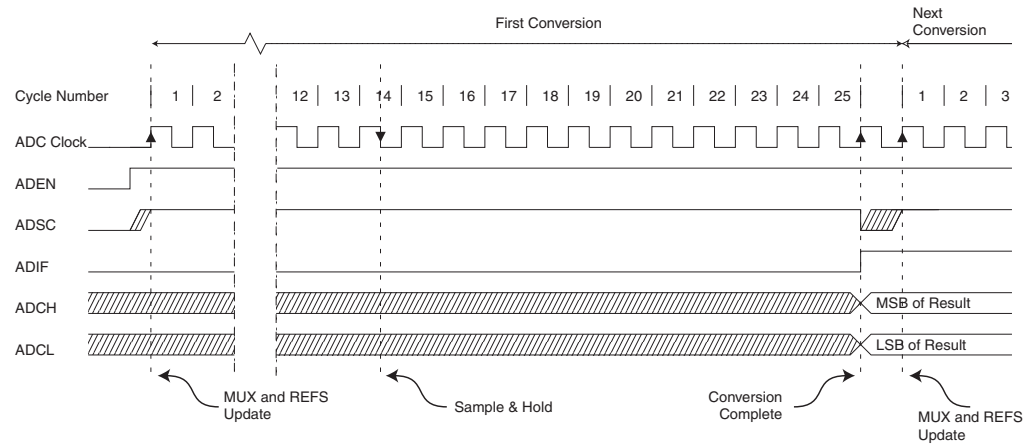 First Conversion
Next
Conversion
Cycle Number 1 2 12 13 14 15 16 17 18 19 20 21 22 23 24 25 1 2 3
ADC Clock
ADEN
ADSC
ADIF
ADCH MSB of Result
ADCL LSB of Result
MUX and REFS
Update
Sample & Hold
Conversion
Complete
MUX and REFS
Update